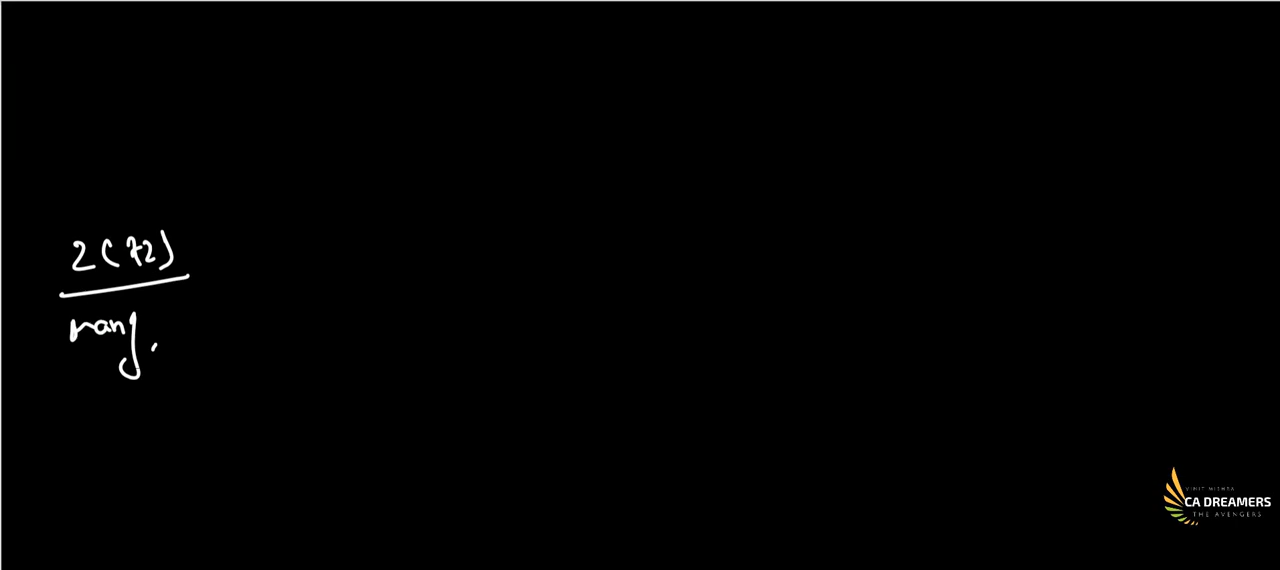 2(72)
rang.
VINIT MISHRA
CA DREAMERS
THE AVENGERS